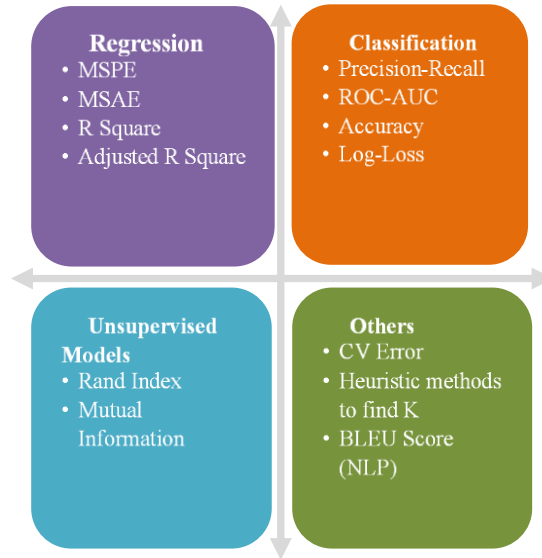 Regression
• MSPE
• MSAE
• R Square
• Adjusted R Square
Classification
• Precision-Recall
• ROC-AUC
• Accuracy
• Log-Loss
Unsupervised
Models
• Rand Index
• Mutual
Information
Others
• CV Error
• Heuristic methods
to find K
• BLEU Score
(NLP)